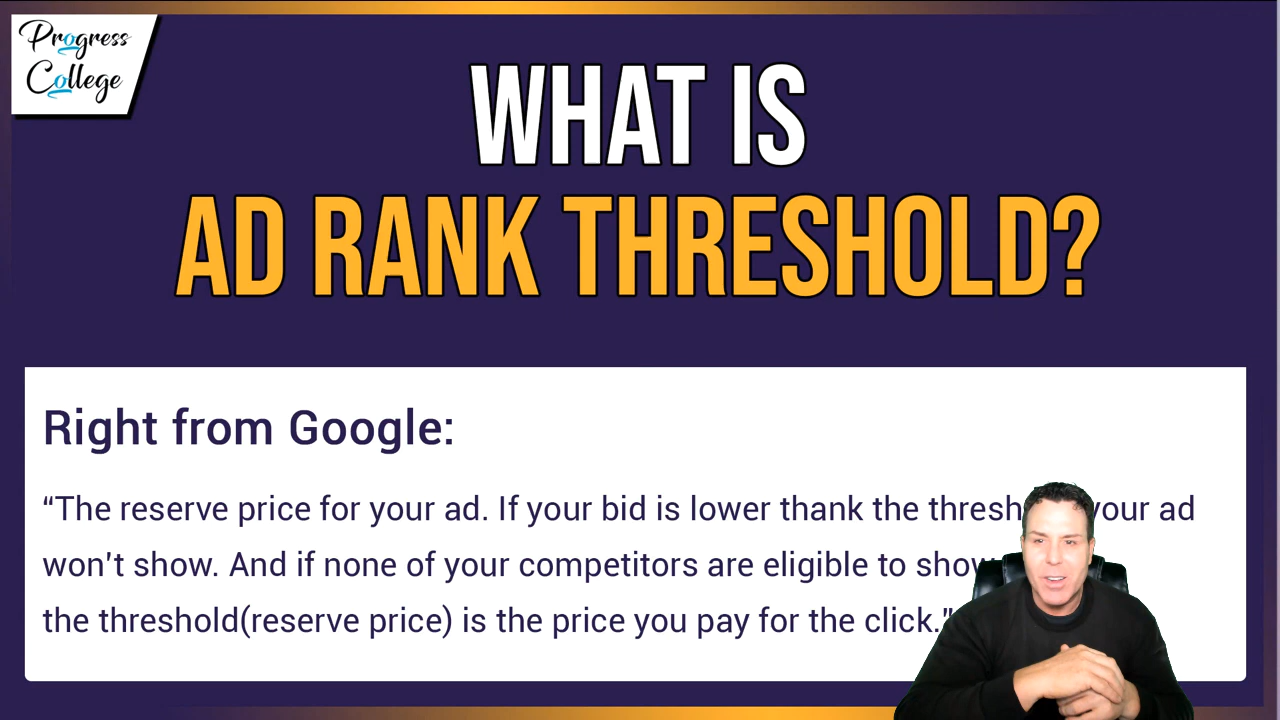 Progress
College
WHAT IS
AD RANK THRESHOLD?
Right from Google:
“The reserve price for your ad. If your bid is lower thank the your ad
won't show. And if none of your competitors are eligible to show
the threshold(reserve price) is the price you pay for the click."